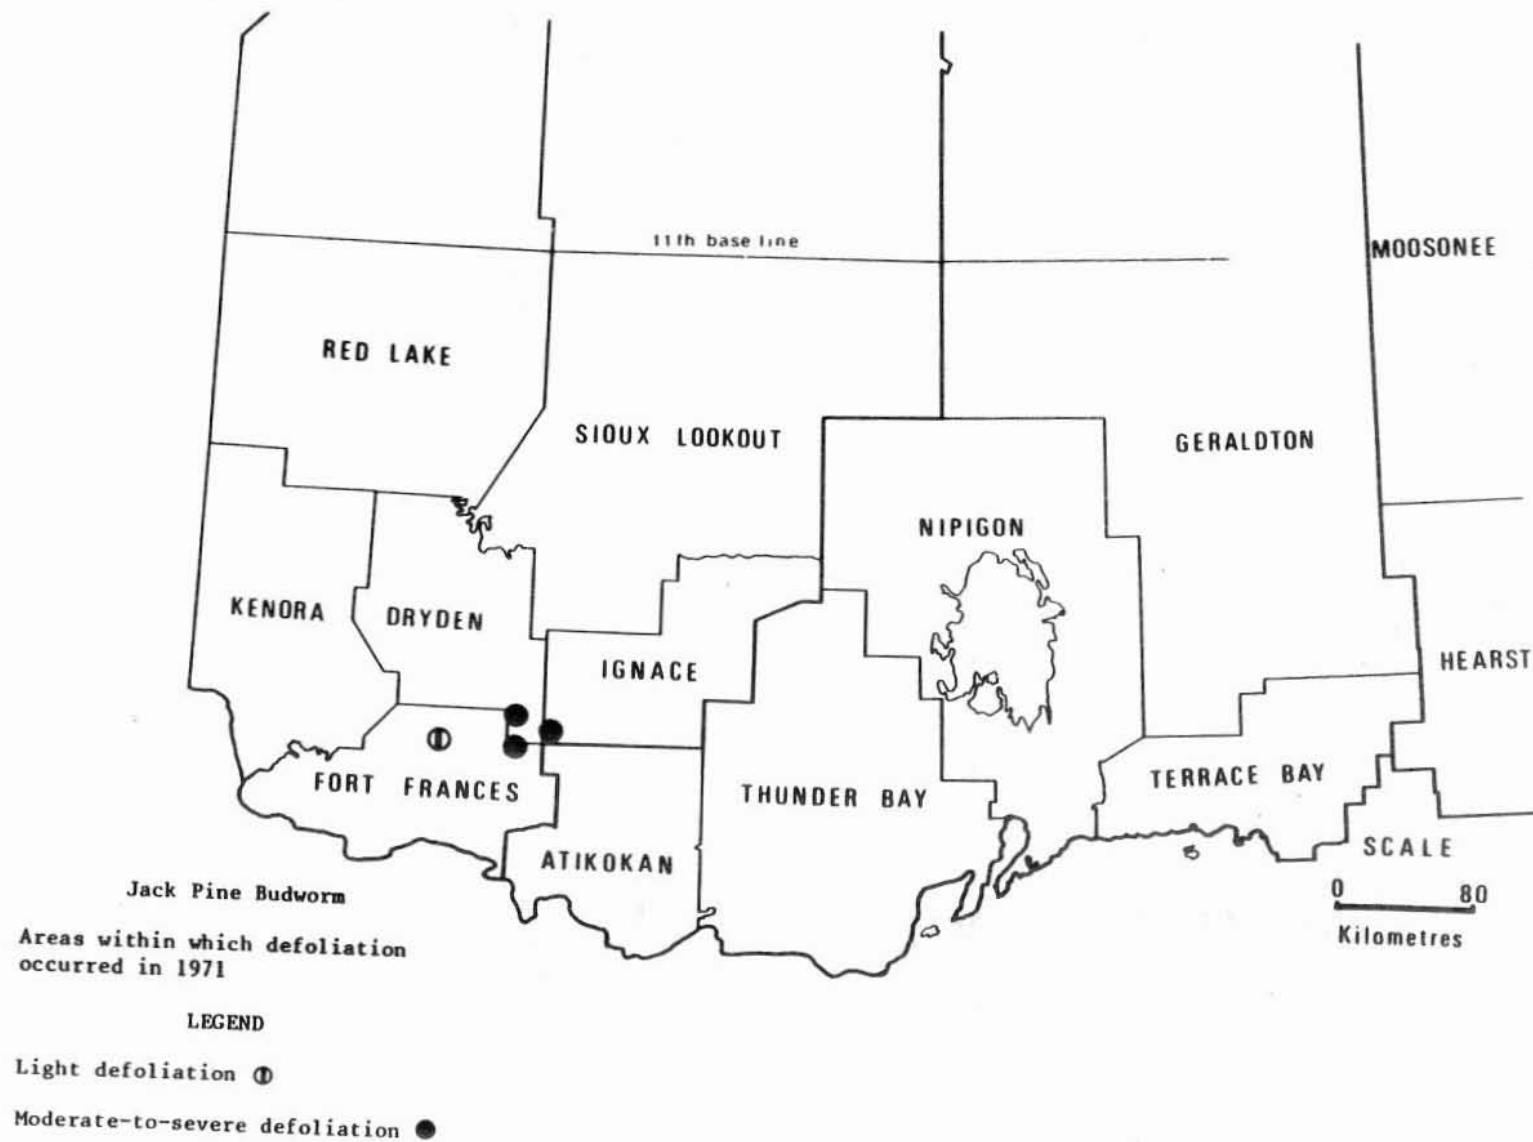 11th base line
MOOSONEE
RED LAKE
SIOUX LOOKOUT
GERALDTON
NIPIGON
KENORA
DRYDEN
IGNACE
HEARST
FORT FRANCES
THUNDER BAY
TERRACE BAY
ATIKOKAN
SCALE
0 80
Kilometres
Jack Pine Budworm
Areas within which defoliation
occurred in 1971
LEGEND
Light defoliation
Moderate-to-severe defoliation